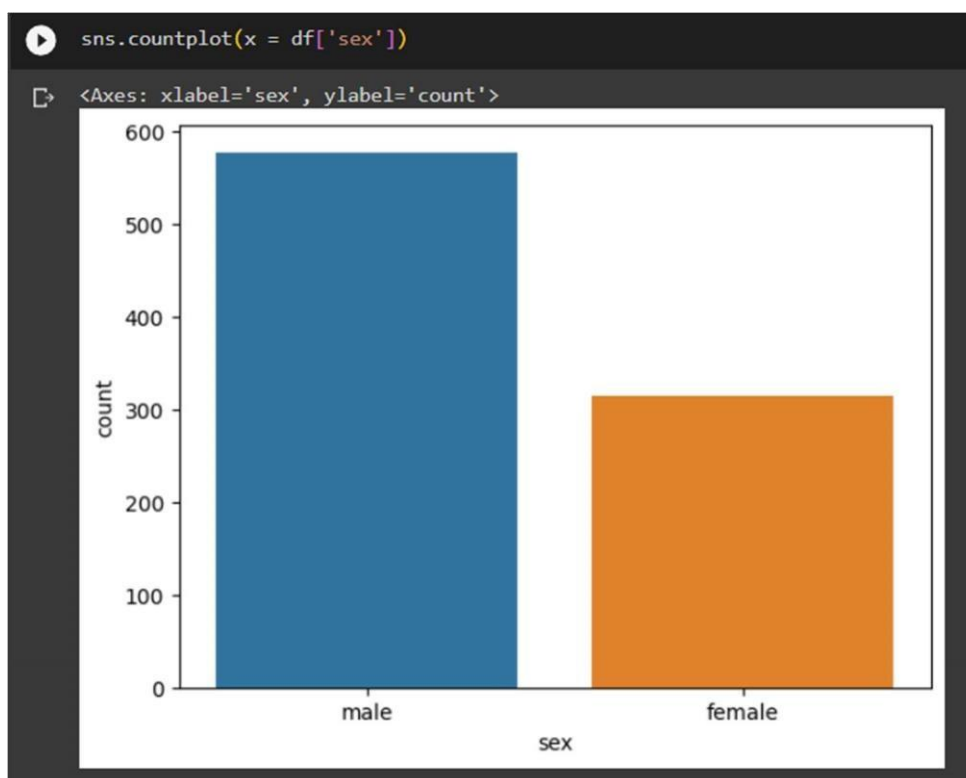 sns.countplot(x = df['sex'])
<Axes: xlabel='sex', ylabel='count'>
600
500
400
300
200
100
0
count
male female
sex